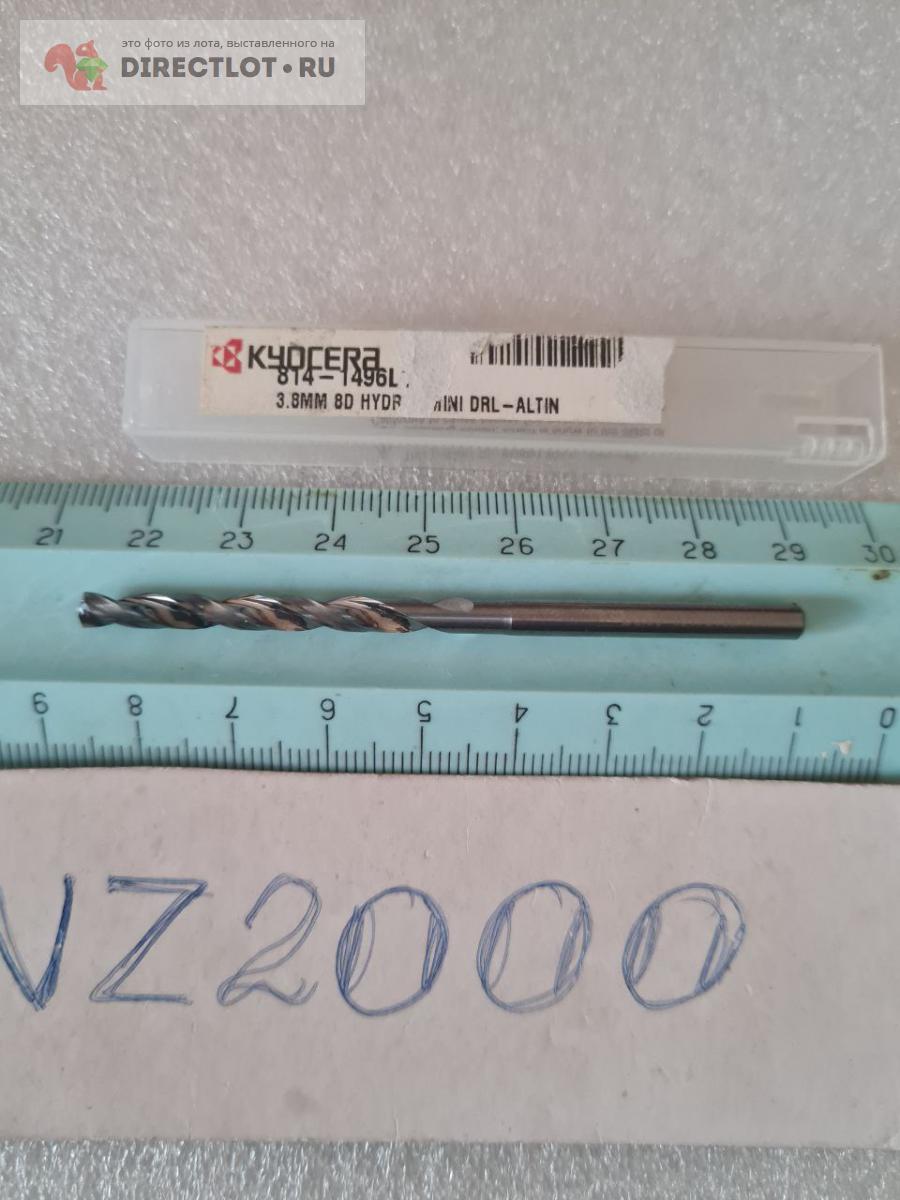 это фото из лота, выставленного на
DIRECTLOT.RU
KYOCERA
814-1496L
3.8MM 8D HYDR MINI DRL-ALTIN
21 22 23 24 25 26 27 28 29 30
9 8 7 6 5 4 3 2 1 0
VZ2000